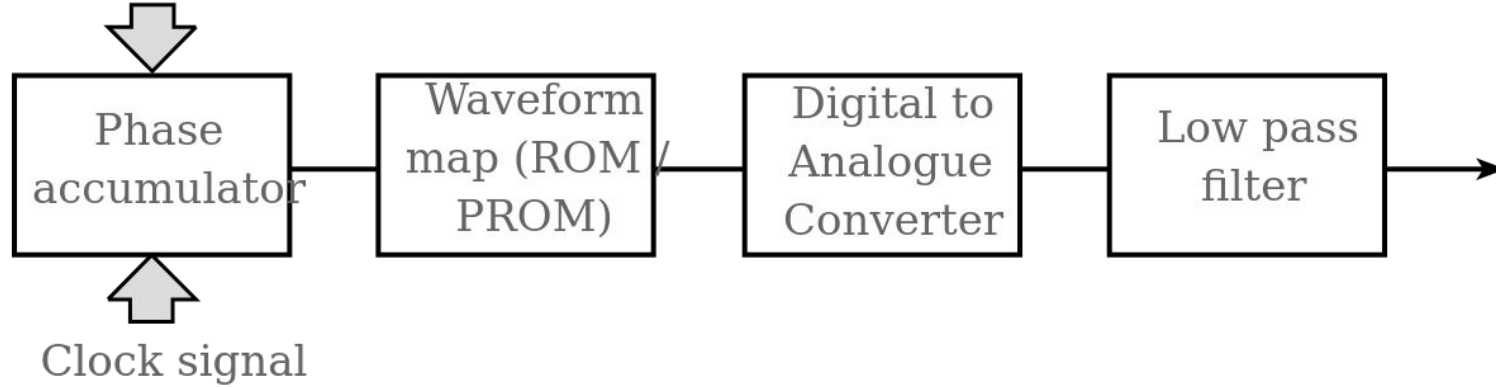 Phase
accumulator
Waveform
map (ROM /
PROM)
Digital to
Analogue
Converter
Low pass
filter
Clock signal